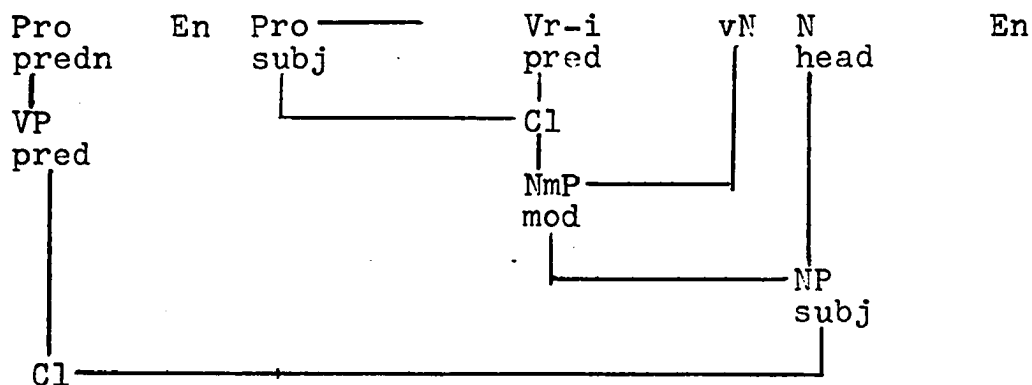 Pro En Pro Vr-i vN N En
predn subj pred head
VP Cl
pred
NmP
mod
NP
subj
Cl